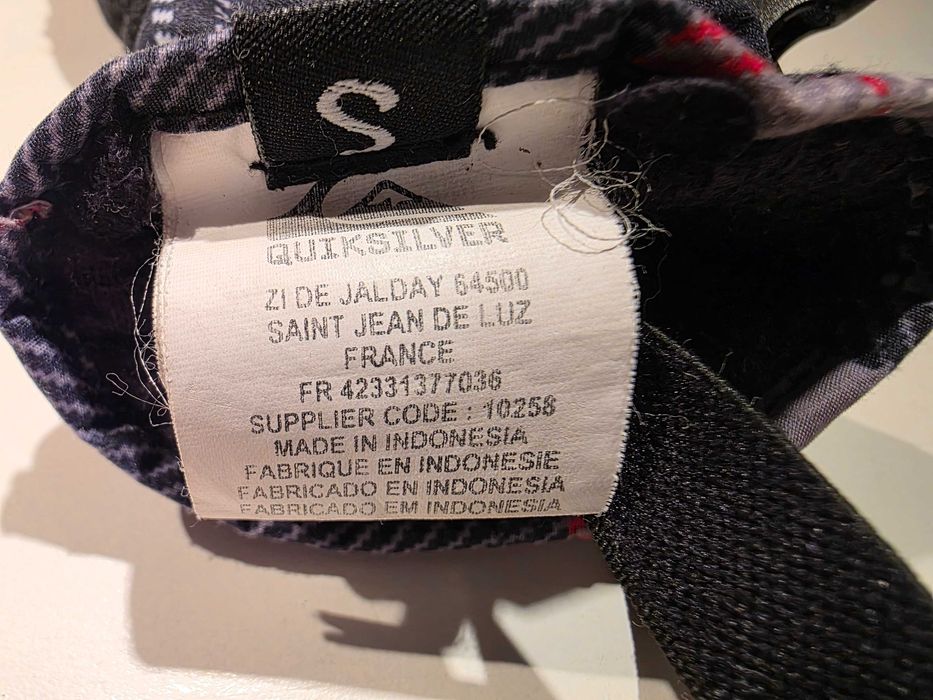 S
QUIKSILVER
ZI DE JALDAY 64500
SAINT JEAN DE LUZ
FRANCE
FR 42331377036
SUPPLIER CODE : 10258
MADE IN INDONESIA
FABRIQUE EN INDONESIE
FABRICADO EN INDONESIA
FABRICADO EM INDONESIA